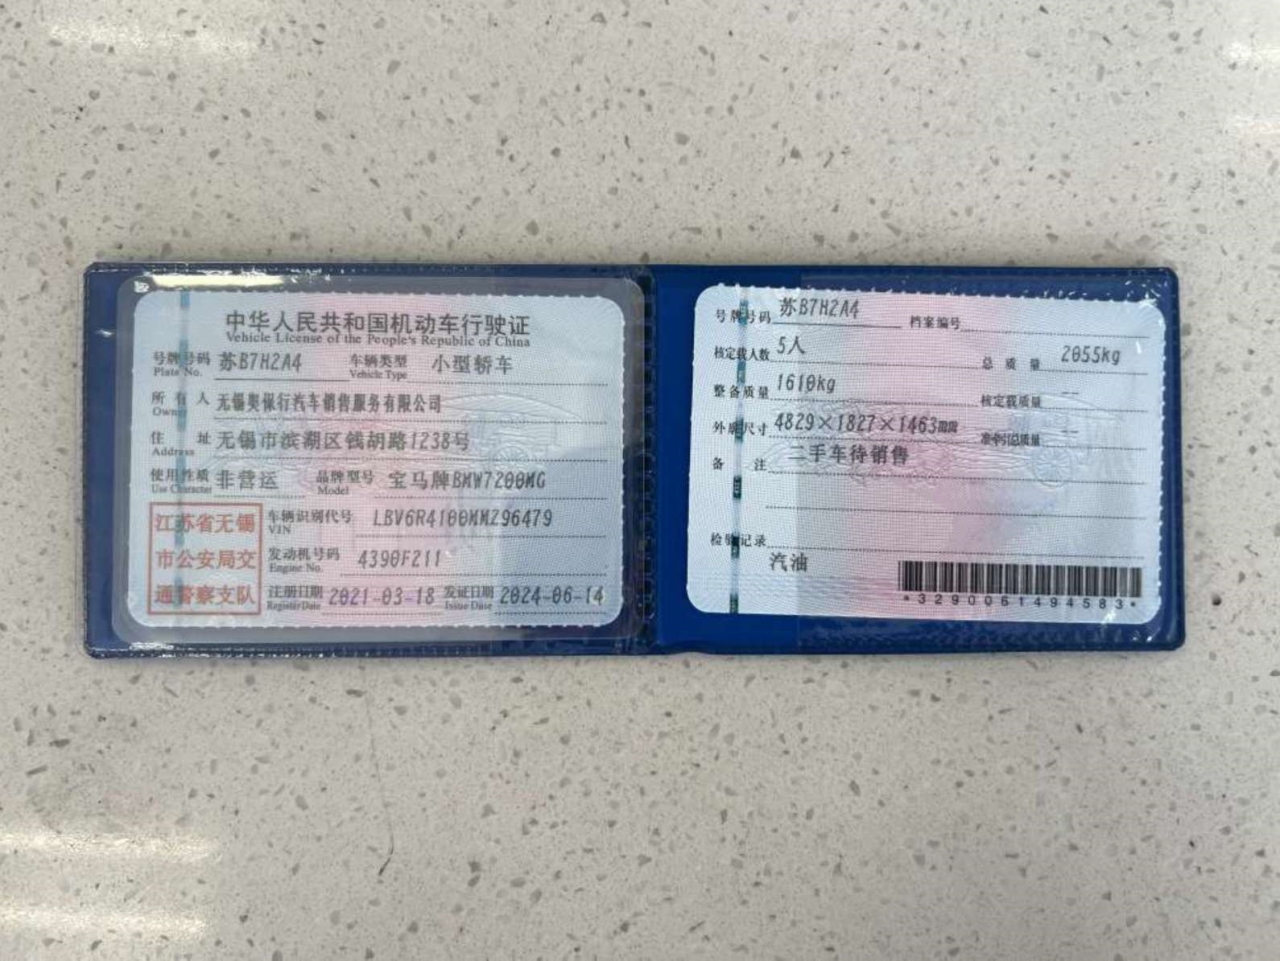 中华人民共和国机动车行驶证
Vehicle License of the People's Republic of China
号牌号码 苏B7H2A4 车辆类型 小型轿车
Plate No. Vehicle Type
所有人 无锡奥保行汽车销售服务有限公司
Owner
住址 无锡市滨湖区钱胡路1238号
Address
使用性质 非营运 品牌型号 宝马牌BMW7200MG
Use Character Model
江苏省无锡
市公安局交
通警察支队
车辆识别代号 LBV6R4100MMZ96479
VIN
发动机号码 4390F211
Engine No.
注册日期 2021-03-18 发证日期 2024-06-14
Register Date Issue Date
号牌号码 苏B7H2A4 档案编号
核定载人数 5人 总质量 2055kg
整备质量 1610kg 核定载质量 --
外廓尺寸 4829×1827×1463mm 准牵引总质量 --
备注 二手车待销售
检验记录
汽油
*3290061494583*